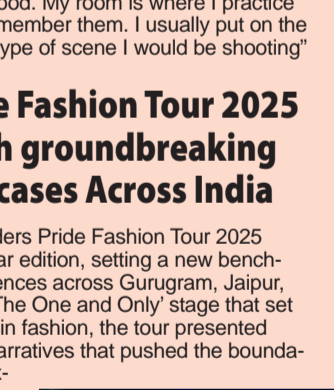 ood. My room is where I practice
member them. I usually put on the
ype of scene I would be shooting”
e Fashion Tour 2025
h groundbreaking
cases Across India
ders Pride Fashion Tour 2025
ar edition, setting a new bench-
ences across Gurugram, Jaipur,
The One and Only’ stage that set
in fashion, the tour presented
arratives that pushed the bounda-